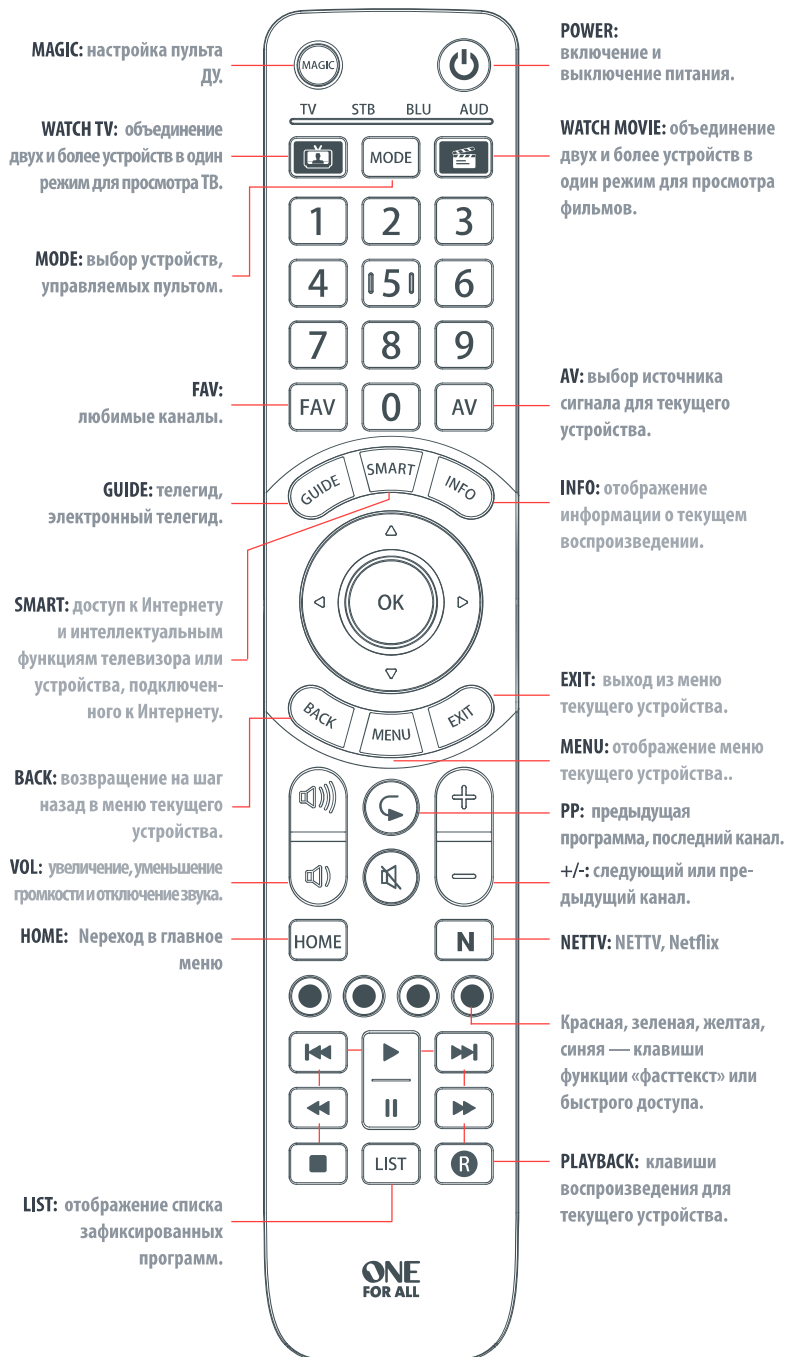 MAGIC: настройка пульта
ДУ.
POWER:
включение и
выключение питания.
MAGIC
TV STB BLU AUD
WATCH TV: объединение
двух и более устройств в один
режим для просмотра ТВ.
MODE
WATCH MOVIE: объединение
двух и более устройств в
один режим для просмотра
фильмов.
1 2 3
MODE: выбор устройств,
управляемых пультом.
4 5 6
7 8 9
FAV:
любимые каналы.
FAV 0 AV
AV: выбор источника
сигнала для текущего
устройства.
GUIDE: телегид,
электронный телегид.
GUIDE SMART INFO
INFO: отображение
информации о текущем
воспроизведении.
OK
SMART: доступ к Интернету
и интеллектуальным
функциям телевизора или
устройства, подключен-
ного к Интернету.
BACK MENU EXIT
EXIT: выход из меню
текущего устройства.
MENU: отображение меню
текущего устройства..
BACK: возвращение на шаг
назад в меню текущего
устройства.
PP: предыдущая
программа, последний канал.
VOL: увеличение, уменьшение
громкости и отключение звука.
+/-: следующий или пре-
дыдущий канал.
HOME: Nереход в главное
меню
HOME N
NETTV: NETTV, Netflix
Красная, зеленая, желтая,
синяя — клавиши
функции «фасттекст» или
быстрого доступа.
LIST R
PLAYBACK: клавиши
воспроизведения для
текущего устройства.
LIST: отображение списка
зафиксированных
программ.
ONE
FOR ALL